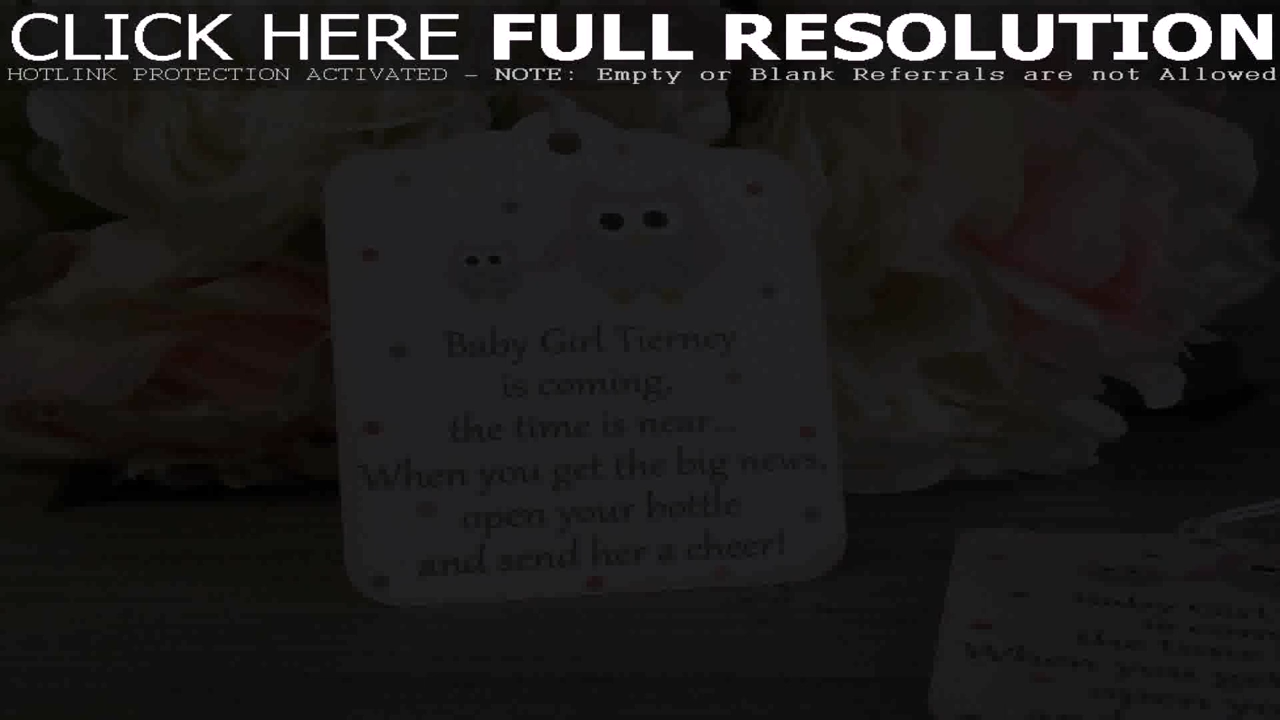 CLICK HERE FULL RESOLUTION
HOTLINK PROTECTION ACTIVATED – NOTE: Empty or Blank Referrals are not Allowed
Baby Girl Tierney
is coming,
the time is near...
When you get the big news,
open your bottle
and send her a cheer!